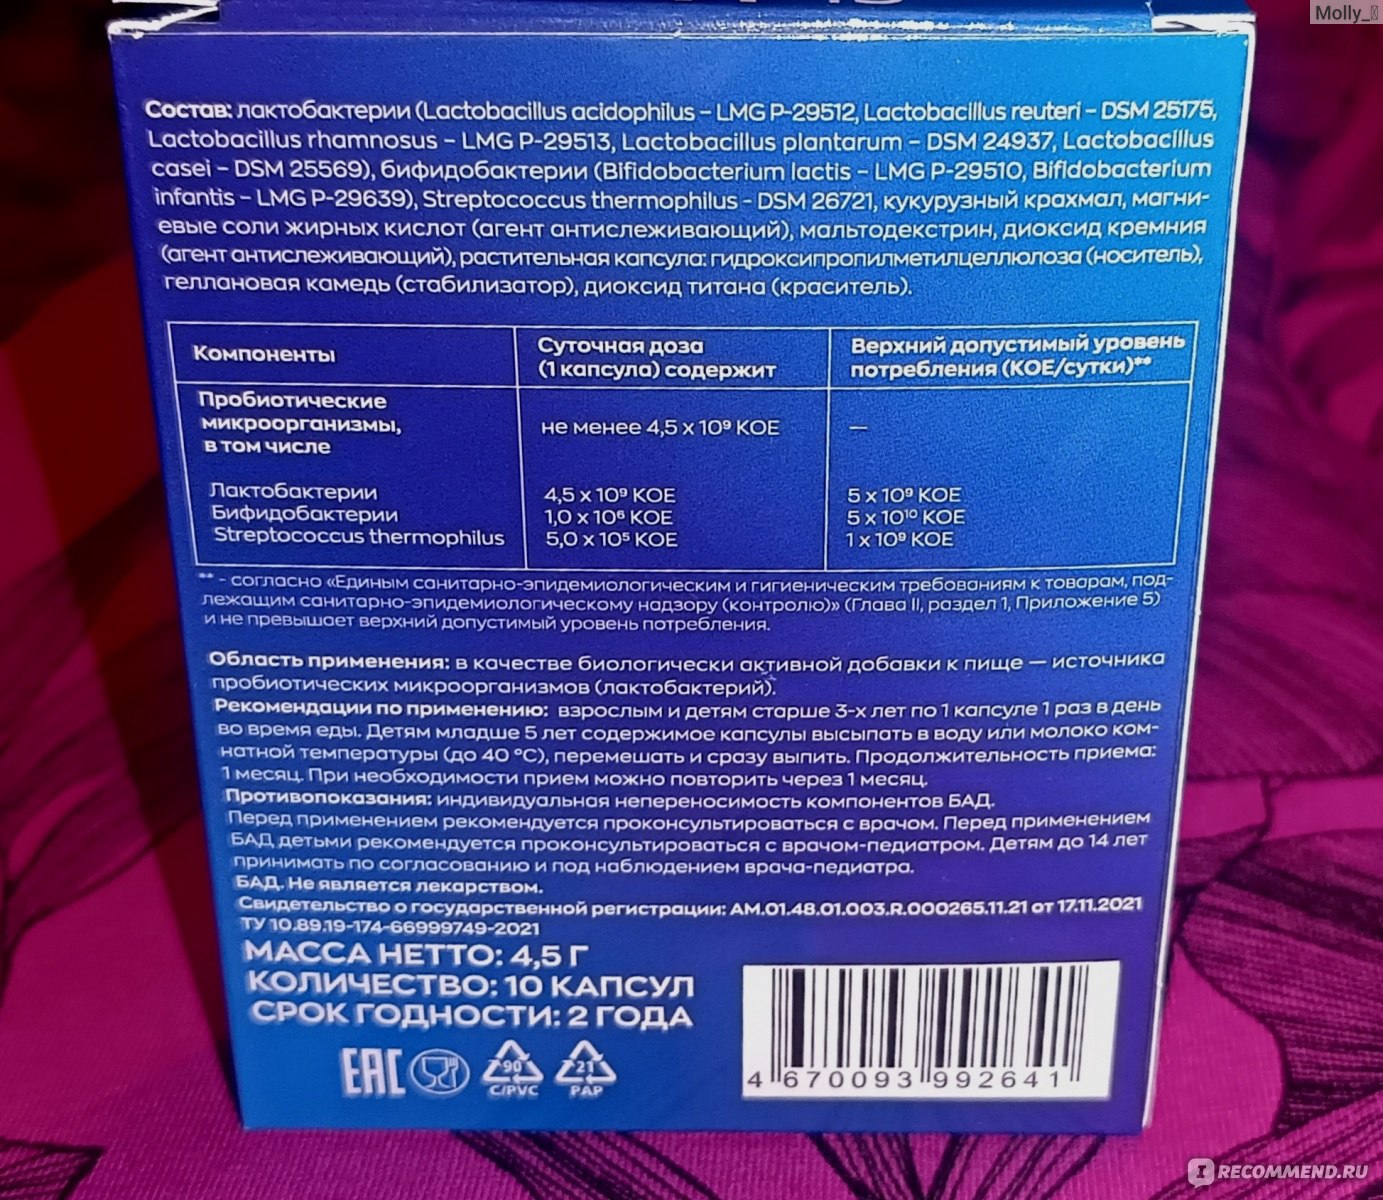 Molly_
Состав: лактобактерии (Lactobacillus acidophilus – LMG P-29512, Lactobacillus reuteri – DSM 25175,
Lactobacillus rhamnosus – LMG P-29513, Lactobacillus plantarum – DSM 24937, Lactobacillus
casei – DSM 25569), бифидобактерии (Bifidobacterium lactis – LMG P-29510, Bifidobacterium
infantis – LMG P-29639), Streptococcus thermophilus - DSM 26721, кукурузный крахмал, магни-
евые соли жирных кислот (агент антислеживающий), мальтодекстрин, диоксид кремния
(агент антислеживающий), растительная капсула: гидроксипропилметилцеллюлоза (носитель),
геллановая камедь (стабилизатор), диоксид титана (краситель).
Компоненты
Суточная доза
(1 капсула) содержит
Верхний допустимый уровень
потребления (КОЕ/сутки)**
Пробиотические
микроорганизмы,
в том числе
не менее 4,5 x 10⁹ КОЕ
—
Лактобактерии 4,5 x 10⁹ КОЕ 5 x 10⁹ КОЕ
Бифидобактерии 1,0 x 10⁶ КОЕ 5 x 10¹⁰ КОЕ
Streptococcus thermophilus 5,0 x 10⁵ КОЕ 1 x 10⁹ КОЕ
** - согласно «Единым санитарно-эпидемиологическим и гигиеническим требованиям к товарам, под-
лежащим санитарно-эпидемиологическому надзору (контролю)» (Глава II, раздел 1, Приложение 5)
и не превышает верхний допустимый уровень потребления.
Область применения: в качестве биологически активной добавки к пище — источника
пробиотических микроорганизмов (лактобактерий).
Рекомендации по применению: взрослым и детям старше 3-х лет по 1 капсуле 1 раз в день
во время еды. Детям младше 5 лет содержимое капсулы высыпать в воду или молоко ком-
натной температуры (до 40 °C), перемешать и сразу выпить. Продолжительность приема:
1 месяц. При необходимости прием можно повторить через 1 месяц.
Противопоказания: индивидуальная непереносимость компонентов БАД.
Перед применением рекомендуется проконсультироваться с врачом. Перед применением
БАД детьми рекомендуется проконсультироваться с врачом-педиатром. Детям до 14 лет
принимать по согласованию и под наблюдением врача-педиатра.
БАД. Не является лекарством.
Свидетельство о государственной регистрации: АМ.01.48.01.003.R.000265.11.21 от 17.11.2021
ТУ 10.89.19-174-66999749-2021
МАССА НЕТТО: 4,5 Г
КОЛИЧЕСТВО: 10 КАПСУЛ
СРОК ГОДНОСТИ: 2 ГОДА
EAC
90
C/PVC
21
PAP
4 670093 992641
IRECOMMEND.RU